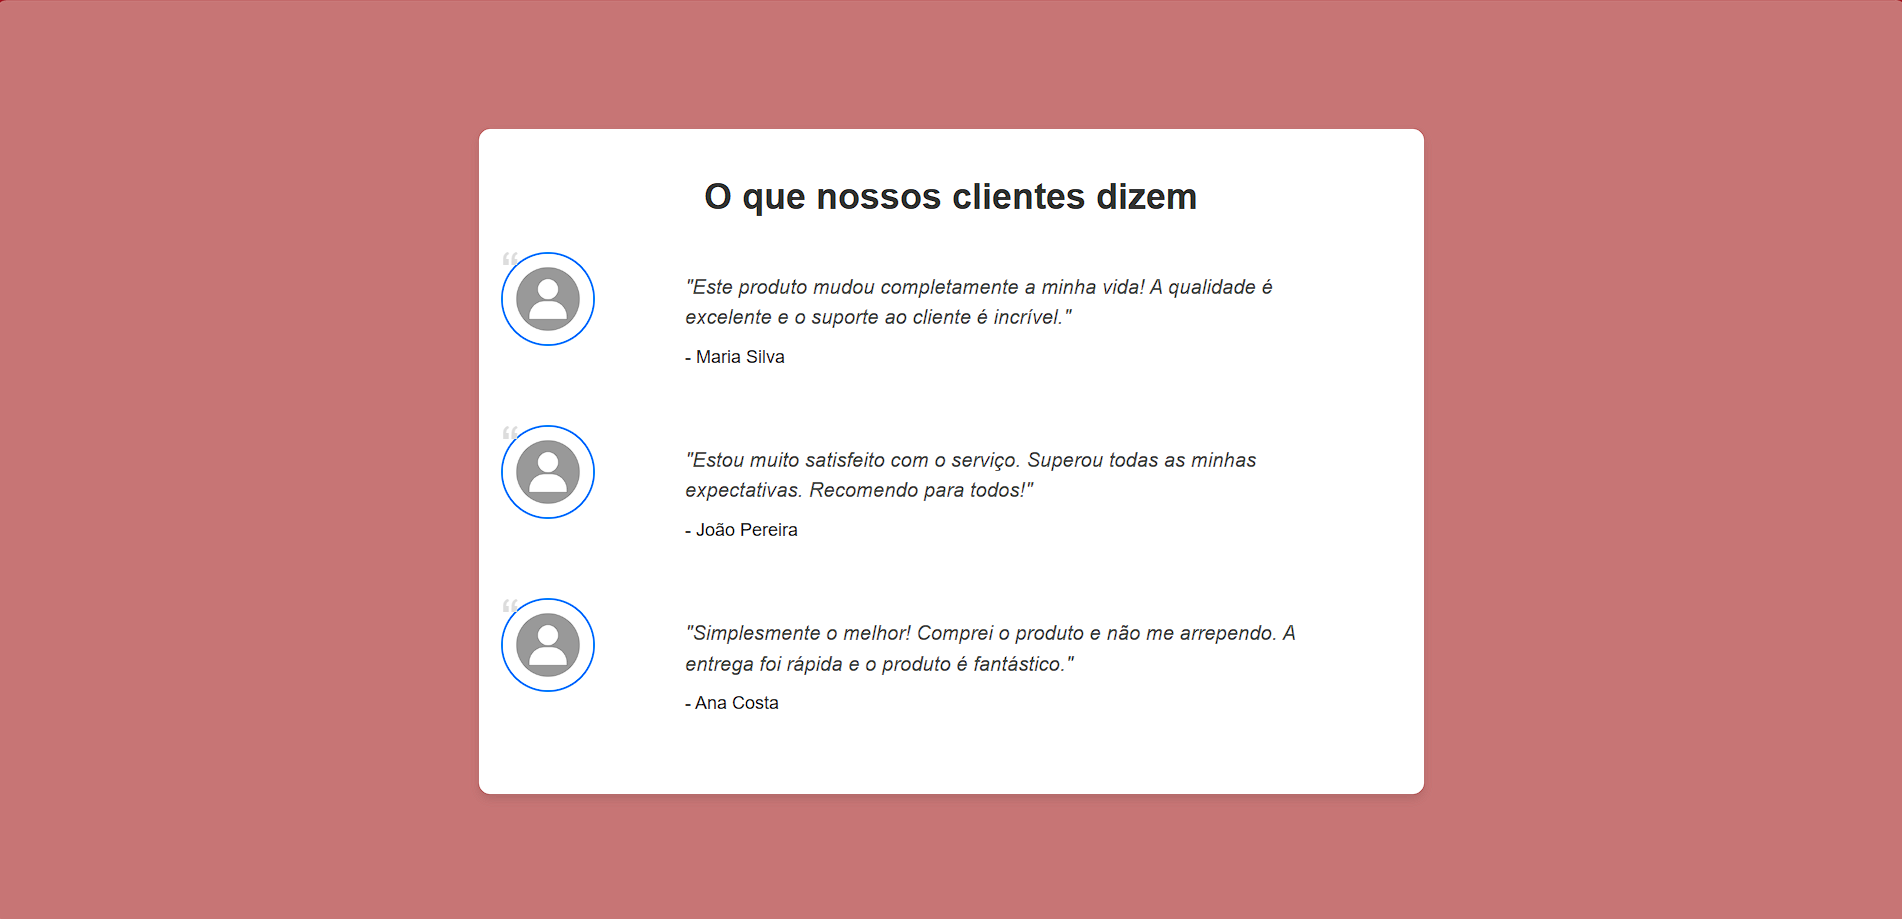 O que nossos clientes dizem
“
"Este produto mudou completamente a minha vida! A qualidade é
excelente e o suporte ao cliente é incrível."
- Maria Silva
“
"Estou muito satisfeito com o serviço. Superou todas as minhas
expectativas. Recomendo para todos!"
- João Pereira
“
"Simplesmente o melhor! Comprei o produto e não me arrependo. A
entrega foi rápida e o produto é fantástico."
- Ana Costa